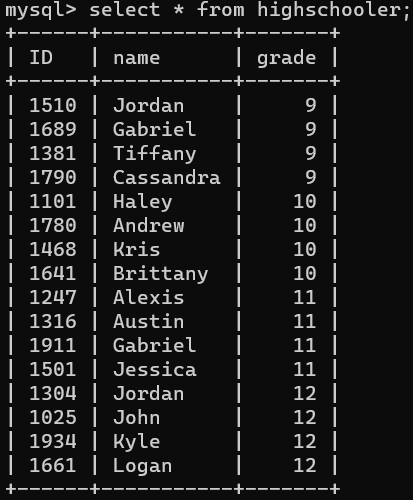 mysql> select * from highschooler;
+------+-----------+-------+
| ID   | name      | grade |
+------+-----------+-------+
| 1510 | Jordan    |     9 |
| 1689 | Gabriel   |     9 |
| 1381 | Tiffany   |     9 |
| 1790 | Cassandra |     9 |
| 1101 | Haley     |    10 |
| 1780 | Andrew    |    10 |
| 1468 | Kris      |    10 |
| 1641 | Brittany  |    10 |
| 1247 | Alexis    |    11 |
| 1316 | Austin    |    11 |
| 1911 | Gabriel   |    11 |
| 1501 | Jessica   |    11 |
| 1304 | Jordan    |    12 |
| 1025 | John      |    12 |
| 1934 | Kyle      |    12 |
| 1661 | Logan     |    12 |
+------+-----------+-------+